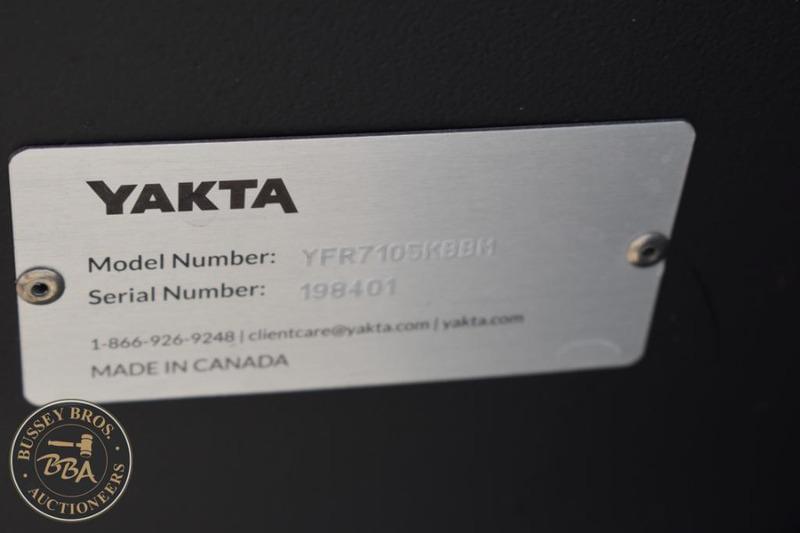 YAKTA
Model Number: YFR7105KBBM
Serial Number: 198401
1-866-926-9248 | clientcare@yakta.com | yakta.com
MADE IN CANADA
BUSSEY BROS.
BBA
AUCTIONEERS